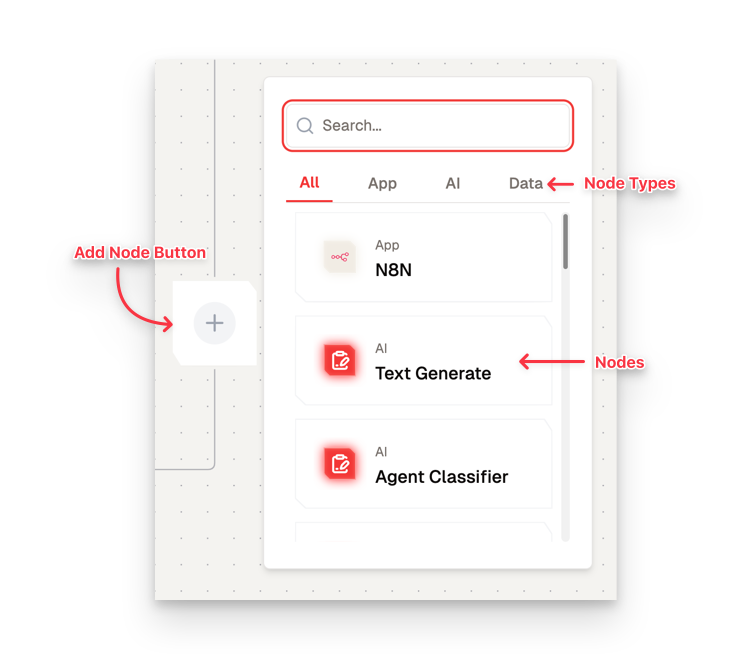 Search...
All App AI Data
Node Types
Add Node Button
App
N8N
AI
Text Generate
Nodes
AI
Agent Classifier